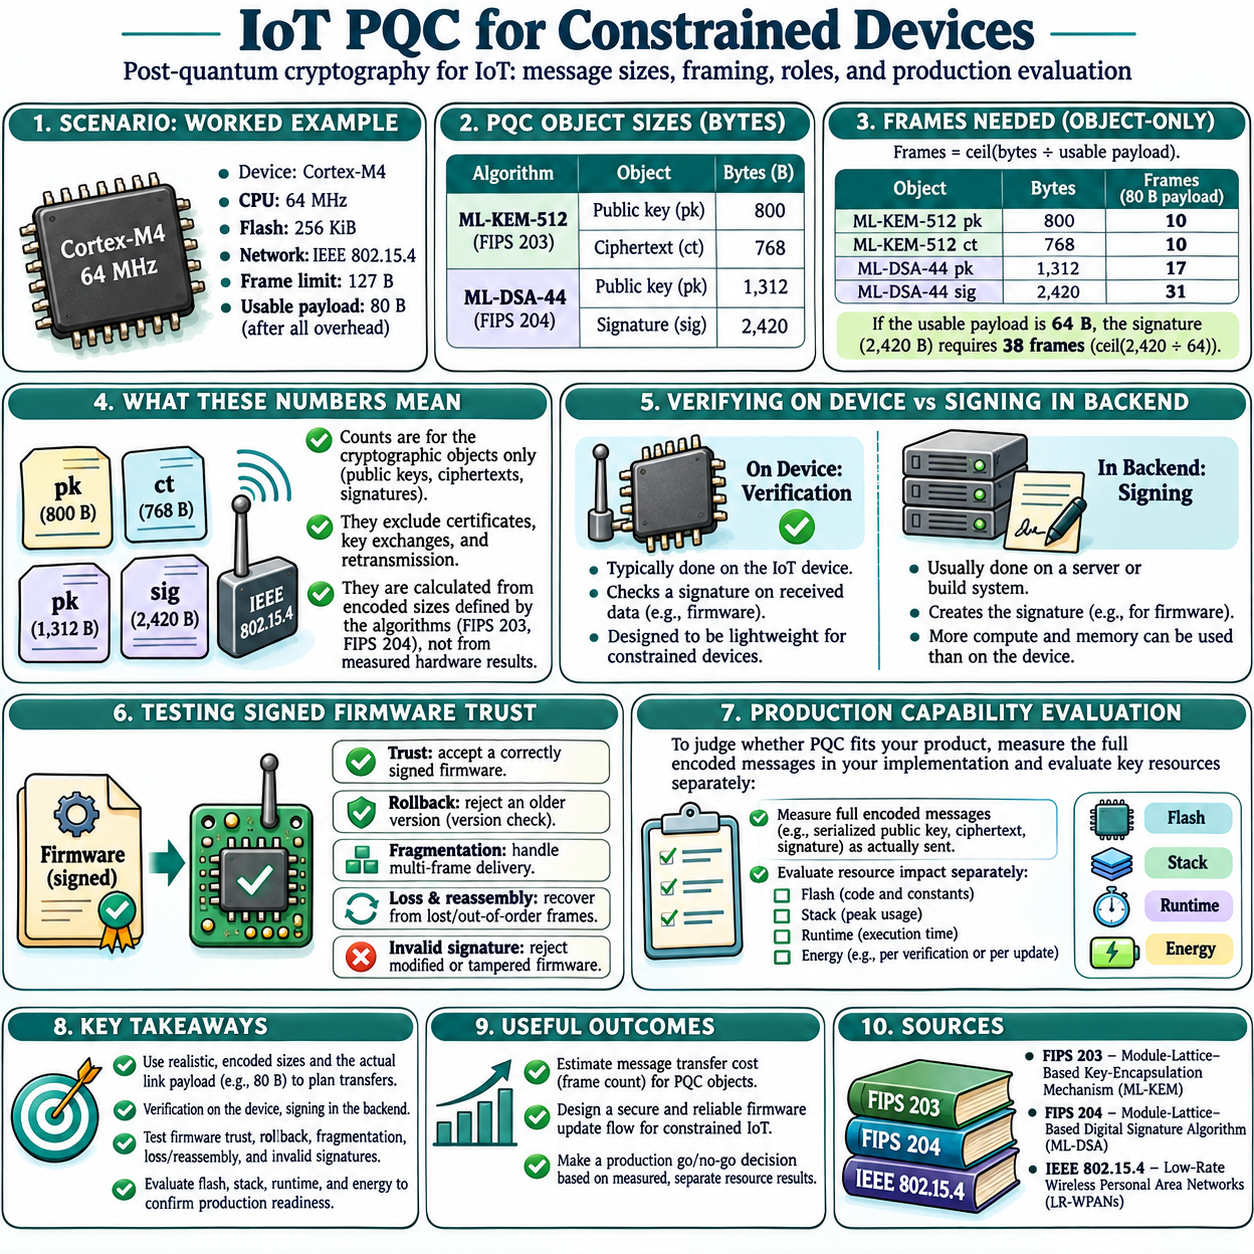 IoT PQC for Constrained Devices
Post-quantum cryptography for IoT: message sizes, framing, roles, and production evaluation
1. SCENARIO: WORKED EXAMPLE
Cortex-M4
64 MHz
Device: Cortex-M4
CPU: 64 MHz
Flash: 256 KiB
Network: IEEE 802.15.4
Frame limit: 127 B
Usable payload: 80 B
(after all overhead)
2. PQC OBJECT SIZES (BYTES)
Algorithm Object Bytes (B)
ML-KEM-512
(FIPS 203)
Public key (pk) 800
Ciphertext (ct) 768
ML-DSA-44
(FIPS 204)
Public key (pk) 1,312
Signature (sig) 2,420
3. FRAMES NEEDED (OBJECT-ONLY)
Frames = ceil(bytes ÷ usable payload).
Object Bytes Frames
(80 B payload)
ML-KEM-512 pk 800 10
ML-KEM-512 ct 768 10
ML-DSA-44 pk 1,312 17
ML-DSA-44 sig 2,420 31
If the usable payload is 64 B, the signature
(2,420 B) requires 38 frames (ceil(2,420 ÷ 64)).
4. WHAT THESE NUMBERS MEAN
pk
(800 B)
ct
(768 B)
pk
(1,312 B)
sig
(2,420 B)
IEEE
802.15.4
Counts are for the
cryptographic objects only
(public keys, ciphertexts,
signatures).
They exclude certificates,
key exchanges, and
retransmission.
They are calculated from
encoded sizes defined by
the algorithms (FIPS 203,
FIPS 204), not from
measured hardware results.
5. VERIFYING ON DEVICE vs SIGNING IN BACKEND
On Device:
Verification
Typically done on the IoT device.
Checks a signature on received
data (e.g., firmware).
Designed to be lightweight for
constrained devices.
In Backend:
Signing
Usually done on a server or
build system.
Creates the signature (e.g., for firmware).
More compute and memory can be used
than on the device.
6. TESTING SIGNED FIRMWARE TRUST
Firmware
(signed)
Trust: accept a correctly
signed firmware.
Rollback: reject an older
version (version check).
Fragmentation: handle
multi-frame delivery.
Loss & reassembly: recover
from lost/out-of-order frames.
Invalid signature: reject
modified or tampered firmware.
7. PRODUCTION CAPABILITY EVALUATION
To judge whether PQC fits your product, measure the full
encoded messages in your implementation and evaluate key resources
separately:
Measure full encoded messages
(e.g., serialized public key, ciphertext,
signature) as actually sent.
Evaluate resource impact separately:
Flash (code and constants)
Stack (peak usage)
Runtime (execution time)
Energy (e.g., per verification or per update)
Flash
Stack
Runtime
Energy
8. KEY TAKEAWAYS
Use realistic, encoded sizes and the actual
link payload (e.g., 80 B) to plan transfers.
Verification on the device, signing in the backend.
Test firmware trust, rollback, fragmentation,
loss/reassembly, and invalid signatures.
Evaluate flash, stack, runtime, and energy to
confirm production readiness.
9. USEFUL OUTCOMES
Estimate message transfer cost
(frame count) for PQC objects.
Design a secure and reliable firmware
update flow for constrained IoT.
Make a production go/no-go decision
based on measured, separate resource results.
10. SOURCES
FIPS 203
FIPS 204
IEEE 802.15.4
FIPS 203 – Module-Lattice-
Based Key-Encapsulation
Mechanism (ML-KEM)
FIPS 204 – Module-Lattice-
Based Digital Signature Algorithm
(ML-DSA)
IEEE 802.15.4 – Low-Rate
Wireless Personal Area Networks
(LR-WPANs)